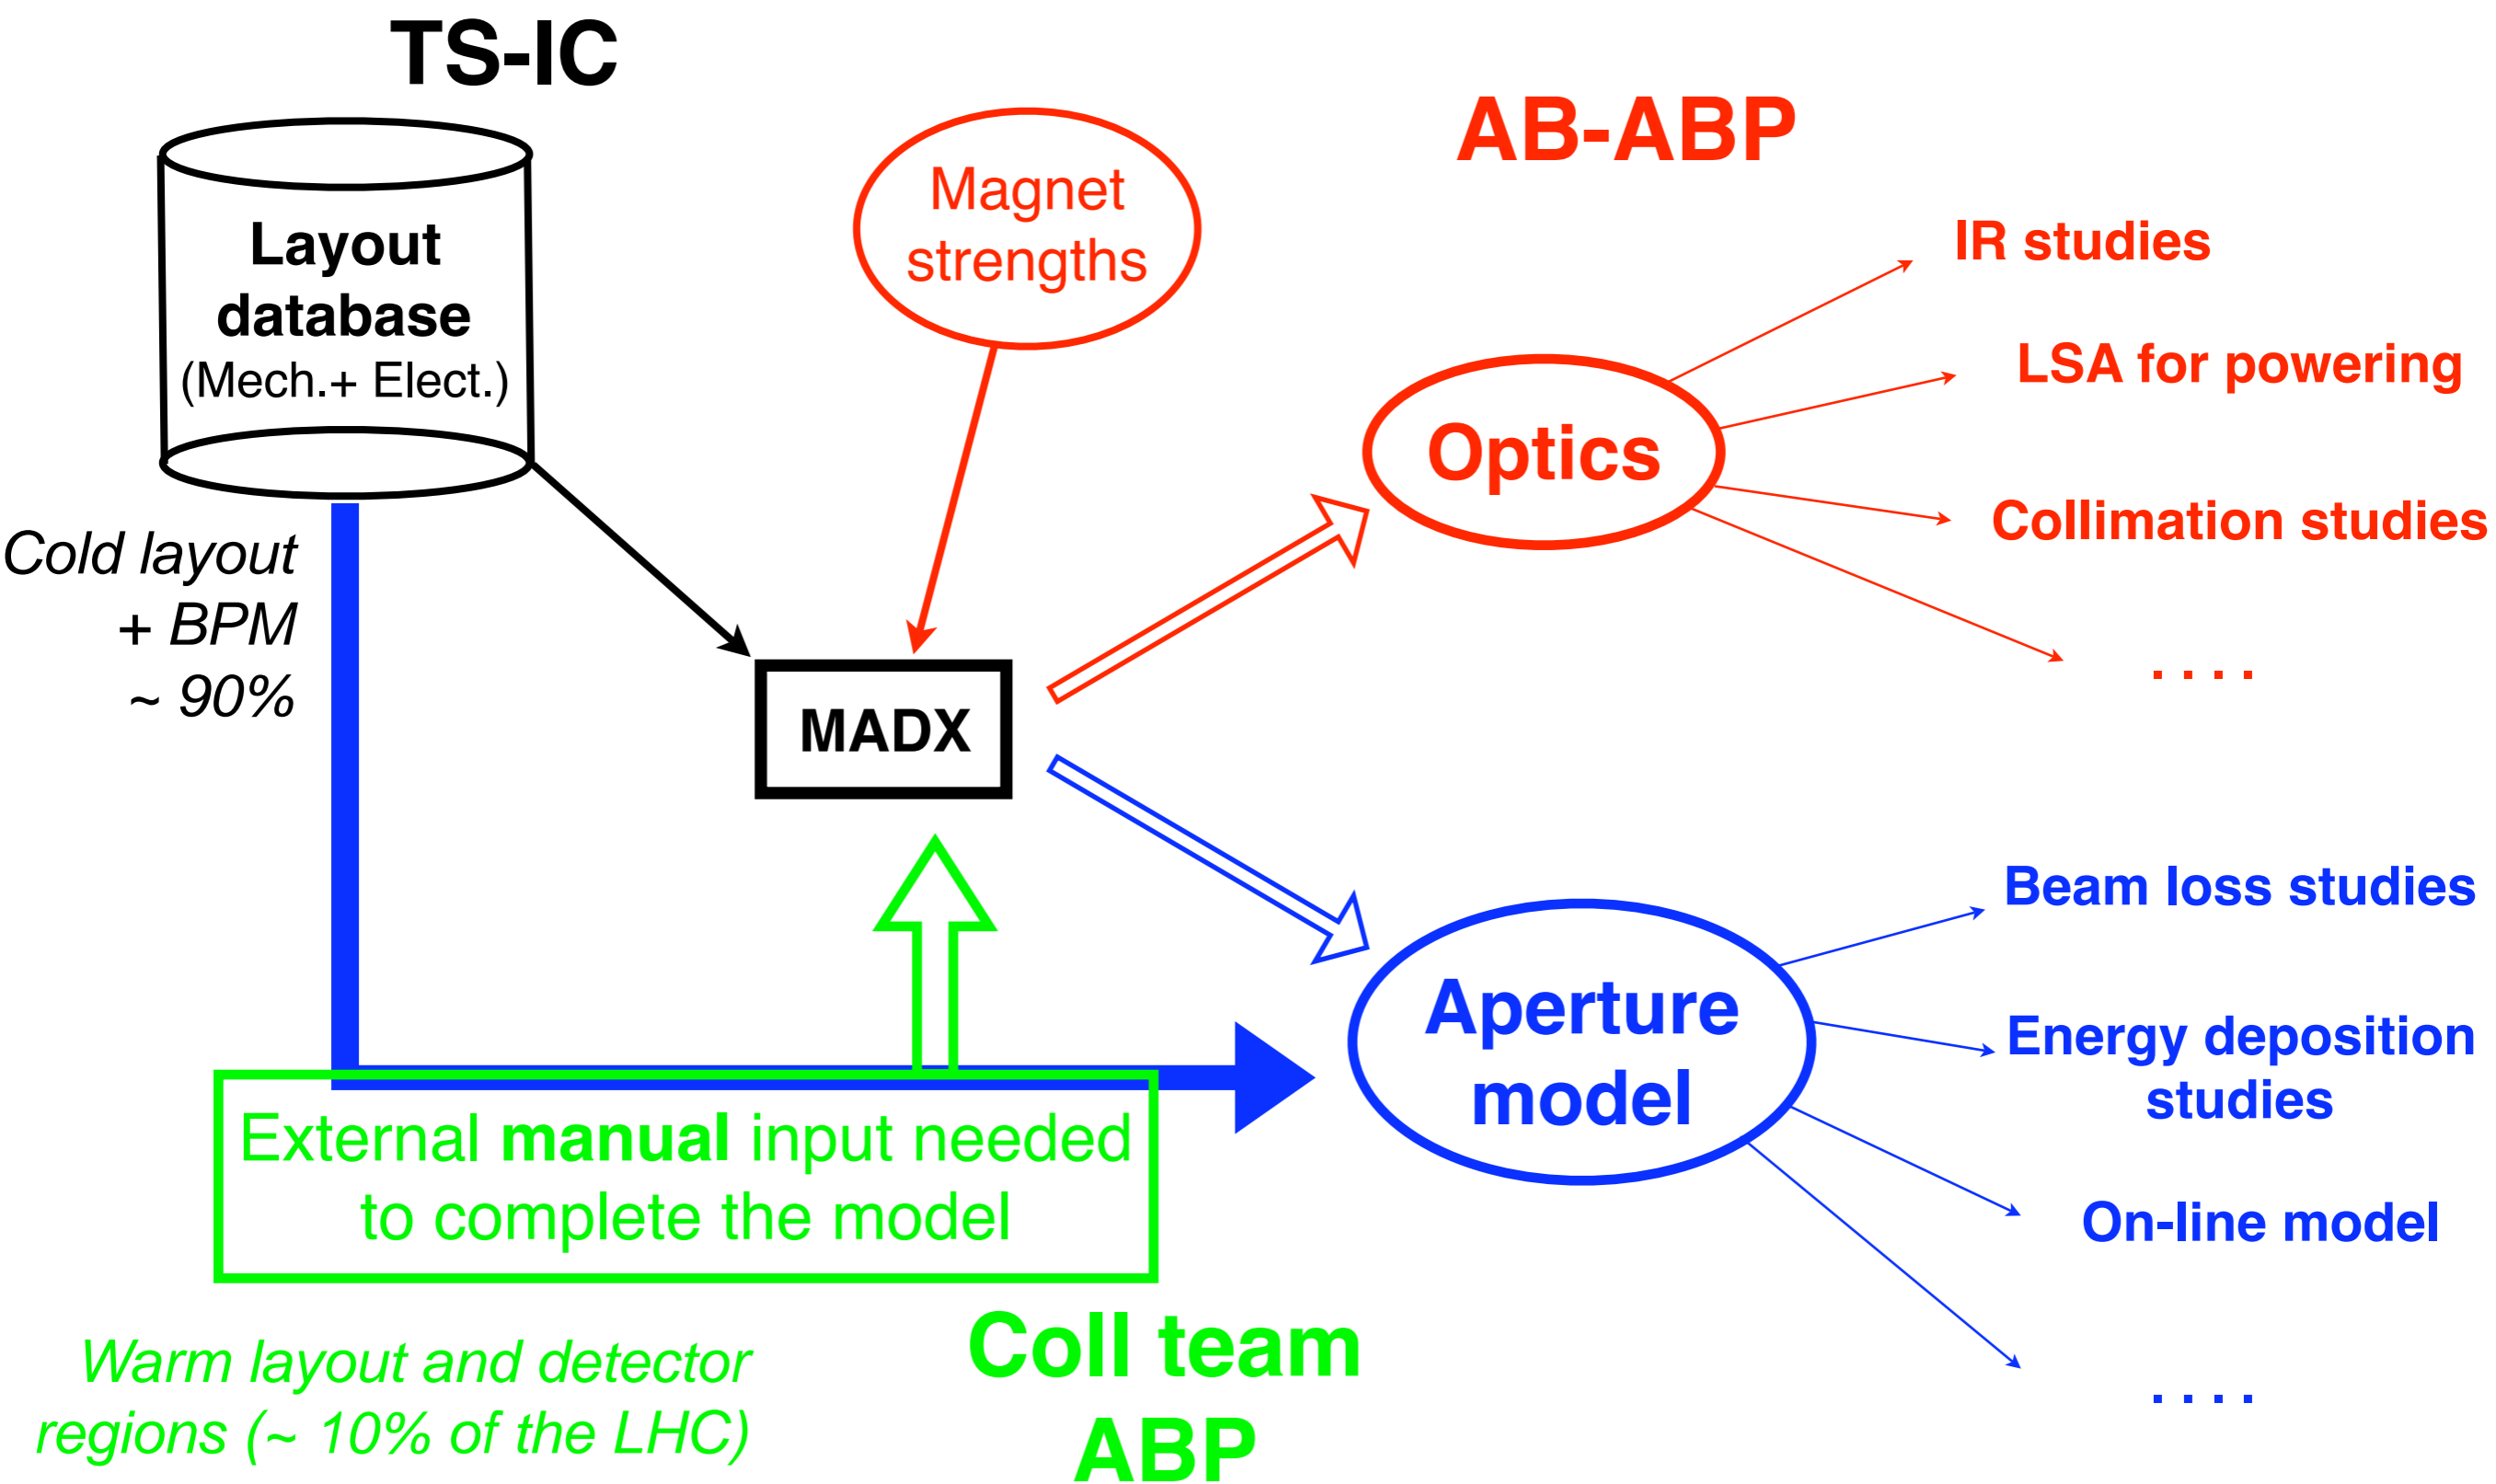 TS-IC
Layout
database
(Mech.+ Elect.)
Magnet
strengths
AB-ABP
IR studies
LSA for powering
Optics
Collimation studies
. . . .
Cold layout
+ BPM
~ 90%
MADX
Beam loss studies
Aperture
model
Energy deposition
studies
On-line model
. . . .
External manual input needed
to complete the model
Warm layout and detector
regions (~ 10% of the LHC)
Coll team
ABP